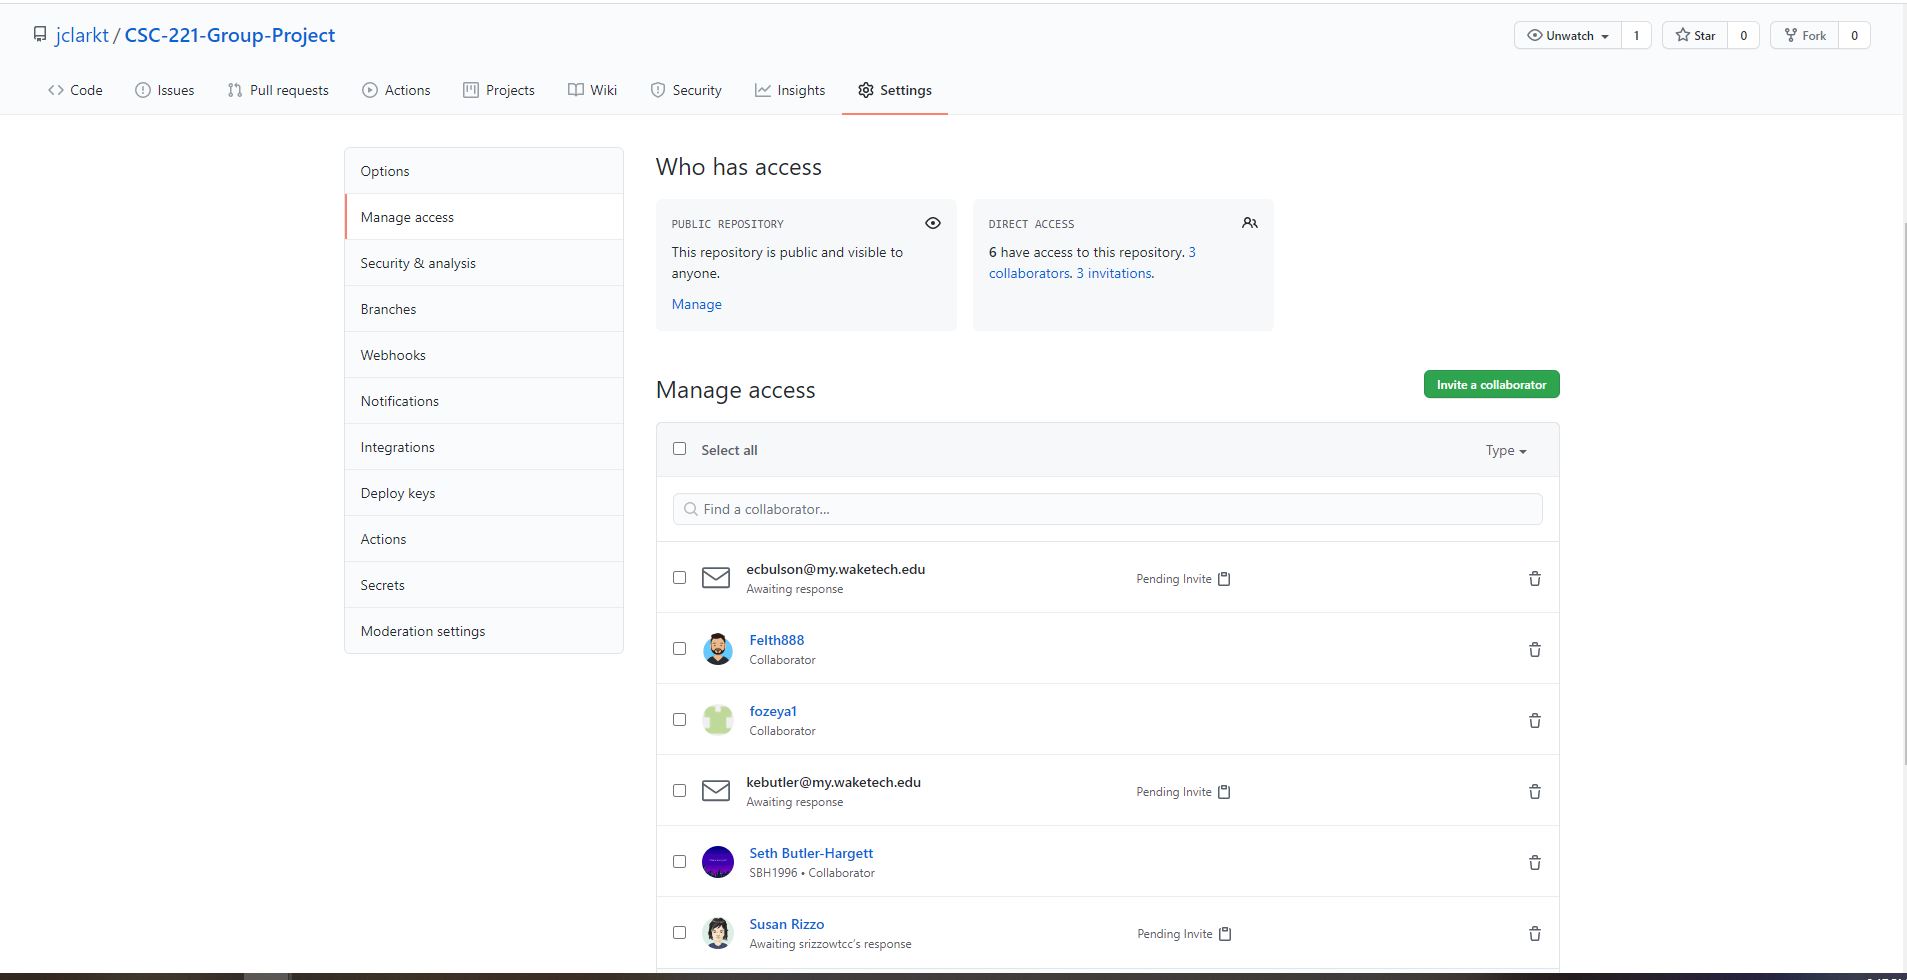 jclarkt / CSC-221-Group-Project
Unwatch 1 Star 0 Fork 0
Code Issues Pull requests Actions Projects Wiki Security Insights Settings
Options
Manage access
Security & analysis
Branches
Webhooks
Notifications
Integrations
Deploy keys
Actions
Secrets
Moderation settings
Who has access
PUBLIC REPOSITORY
This repository is public and visible to
anyone.
Manage
DIRECT ACCESS
6 have access to this repository. 3
collaborators. 3 invitations.
Manage access
Invite a collaborator
Select all
Type
Find a collaborator...
ecbulson@my.waketech.edu
Awaiting response
Pending Invite
Felth888
Collaborator
fozeya1
Collaborator
kebutler@my.waketech.edu
Awaiting response
Pending Invite
Seth Butler-Hargett
SBH1996 • Collaborator
Susan Rizzo
Awaiting srizzowtcc's response
Pending Invite